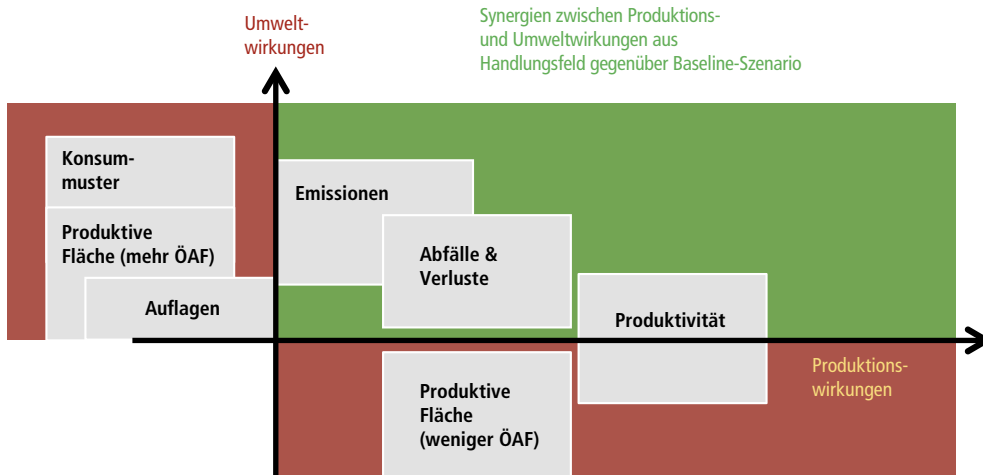 Umwelt-
wirkungen
Synergien zwischen Produktions-
und Umweltwirkungen aus
Handlungsfeld gegenüber Baseline-Szenario
Konsum-
muster
Produktive
Fläche (mehr ÖAF)
Auflagen
Emissionen
Abfälle &
Verluste
Produktivität
Produktions-
wirkungen
Produktive
Fläche
(weniger ÖAF)